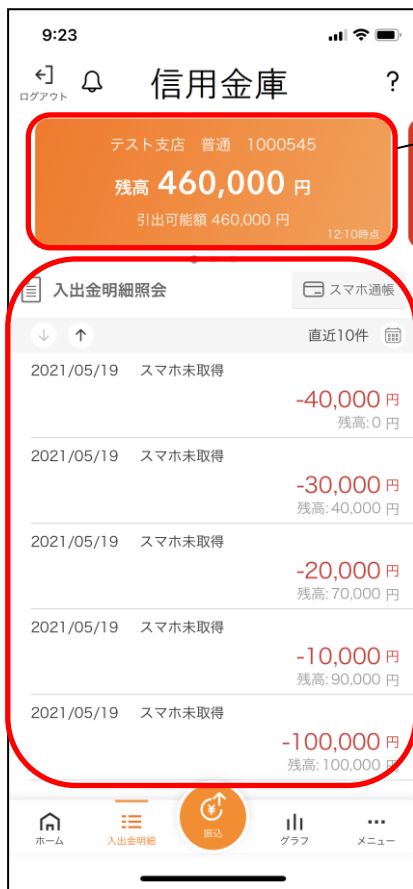 9:23
ログアウト
信用金庫
?
テスト支店 普通 1000545
残高 460,000 円
引出可能額 460,000 円
12:10時点
入出金明細照会
スマホ通帳
直近10件
2021/05/19 スマホ未取得
-40,000 円
残高:0 円
2021/05/19 スマホ未取得
-30,000 円
残高:40,000 円
2021/05/19 スマホ未取得
-20,000 円
残高:70,000 円
2021/05/19 スマホ未取得
-10,000 円
残高:90,000 円
2021/05/19 スマホ未取得
-100,000 円
残高:100,000 円
ホーム
入出金明細
振込
グラフ
メニュー